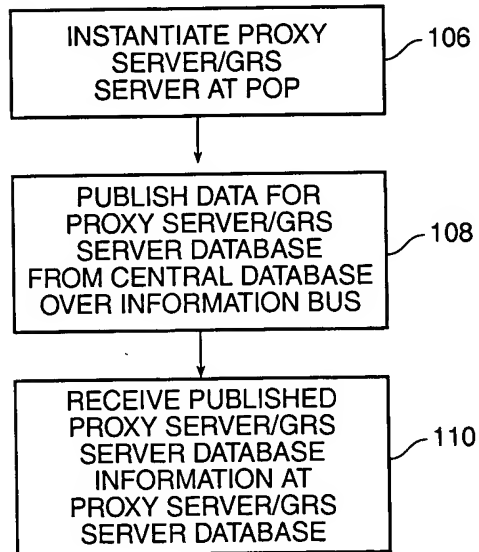 INSTANTIATE PROXY
SERVER/GRS
SERVER AT POP
106
PUBLISH DATA FOR
PROXY SERVER/GRS
SERVER DATABASE
FROM CENTRAL DATABASE
OVER INFORMATION BUS
108
RECEIVE PUBLISHED
PROXY SERVER/GRS
SERVER DATABASE
INFORMATION AT
PROXY SERVER/GRS
SERVER DATABASE
110